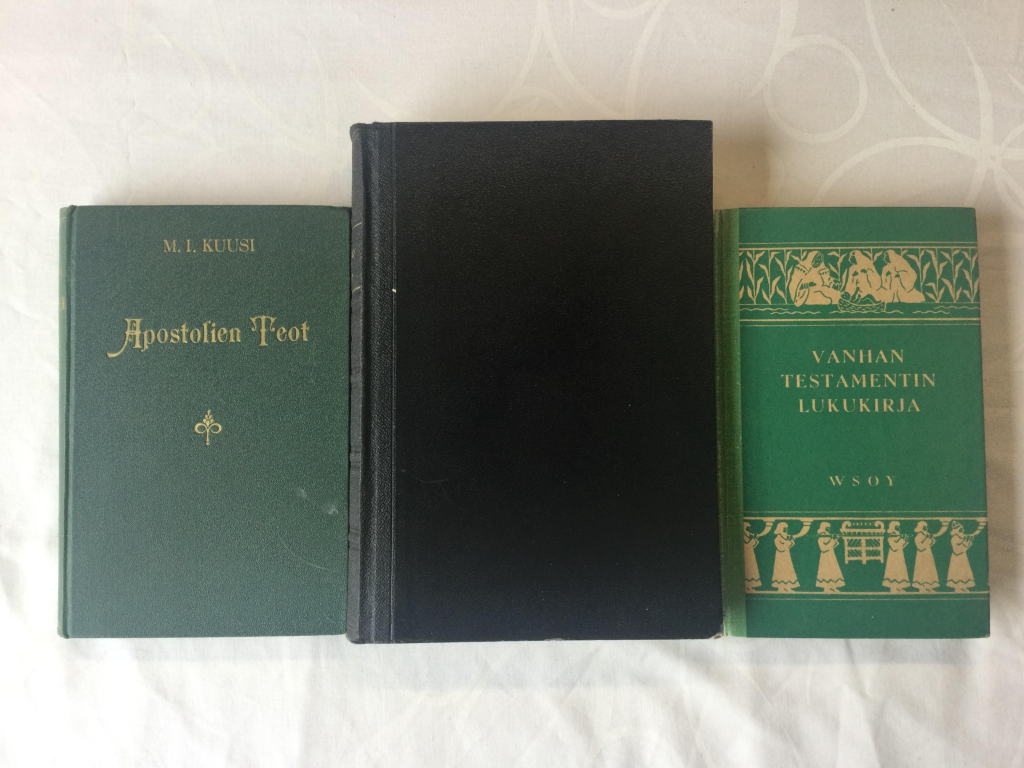 M. I. KUUSI
Apostolien Teot
VANHAN
TESTAMENTIN
LUKUKIRJA
WSOY